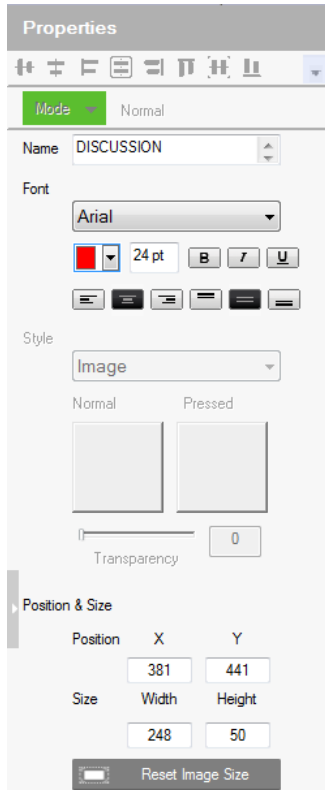 Properties
Mode Normal
Name DISCUSSION
Font
Arial
24 pt B I U
Style
Image
Normal Pressed
0
Transparency
Position & Size
Position X Y
381 441
Size Width Height
248 50
Reset Image Size